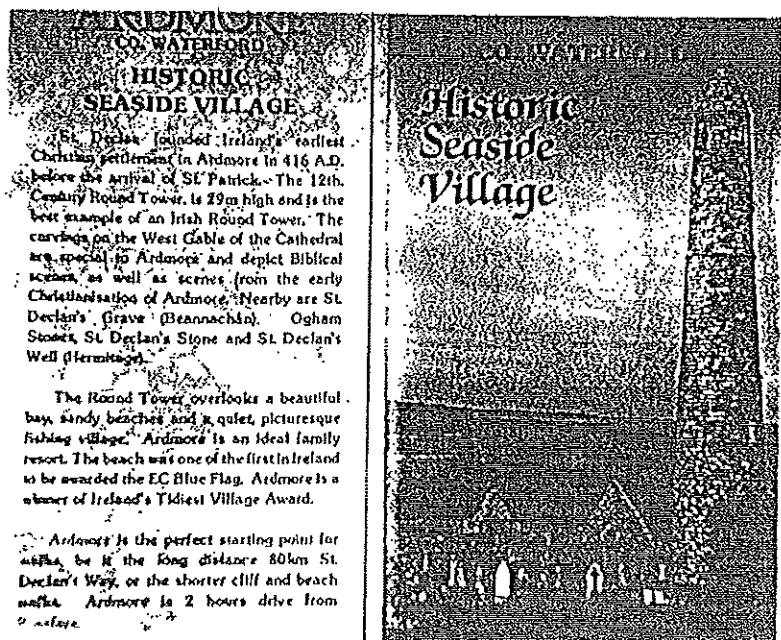 ARDMORE
CO. WATERFORD
HISTORIC
SEASIDE VILLAGE
St. Declan founded Ireland's earliest
Christian settlement in Ardmore in 416 A.D.
before the arrival of St. Patrick. The 12th.
Century Round Tower, is 29m high and is the
best example of an Irish Round Tower. The
carvings on the West Gable of the Cathedral
are special to Ardmore and depict Biblical
scenes, as well as scenes from the early
Christianisation of Ardmore. Nearby are St.
Declan's Grave (Beannachán). Ogham
Stones, St. Declan's Stone and St. Declan's
Well (Hermitage).
The Round Tower overlooks a beautiful
bay, sandy beaches and a quiet, picturesque
fishing village. Ardmore is an ideal family
resort. The beach was one of the first in Ireland
to be awarded the EC Blue Flag. Ardmore is a
winner of Ireland's Tidiest Village Award.
Ardmore is the perfect starting point for
walks, be it the long distance 80km St.
Declan's Way, or the shorter cliff and beach
walks. Ardmore is 2 hours drive from
CO. WATERFORD
Historic
Seaside
Village